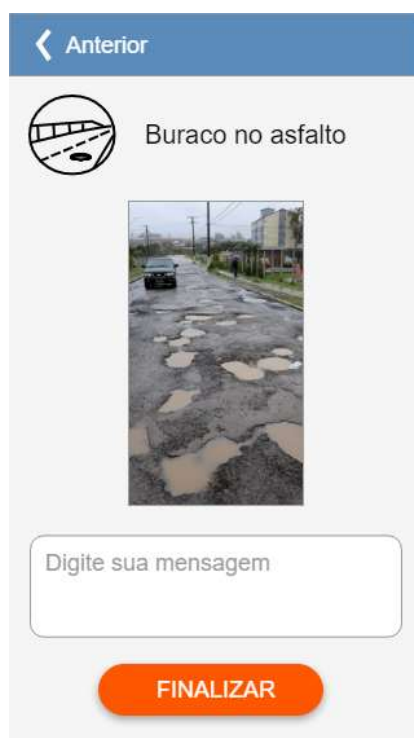 Anterior
Buraco no asfalto
Digite sua mensagem
FINALIZAR